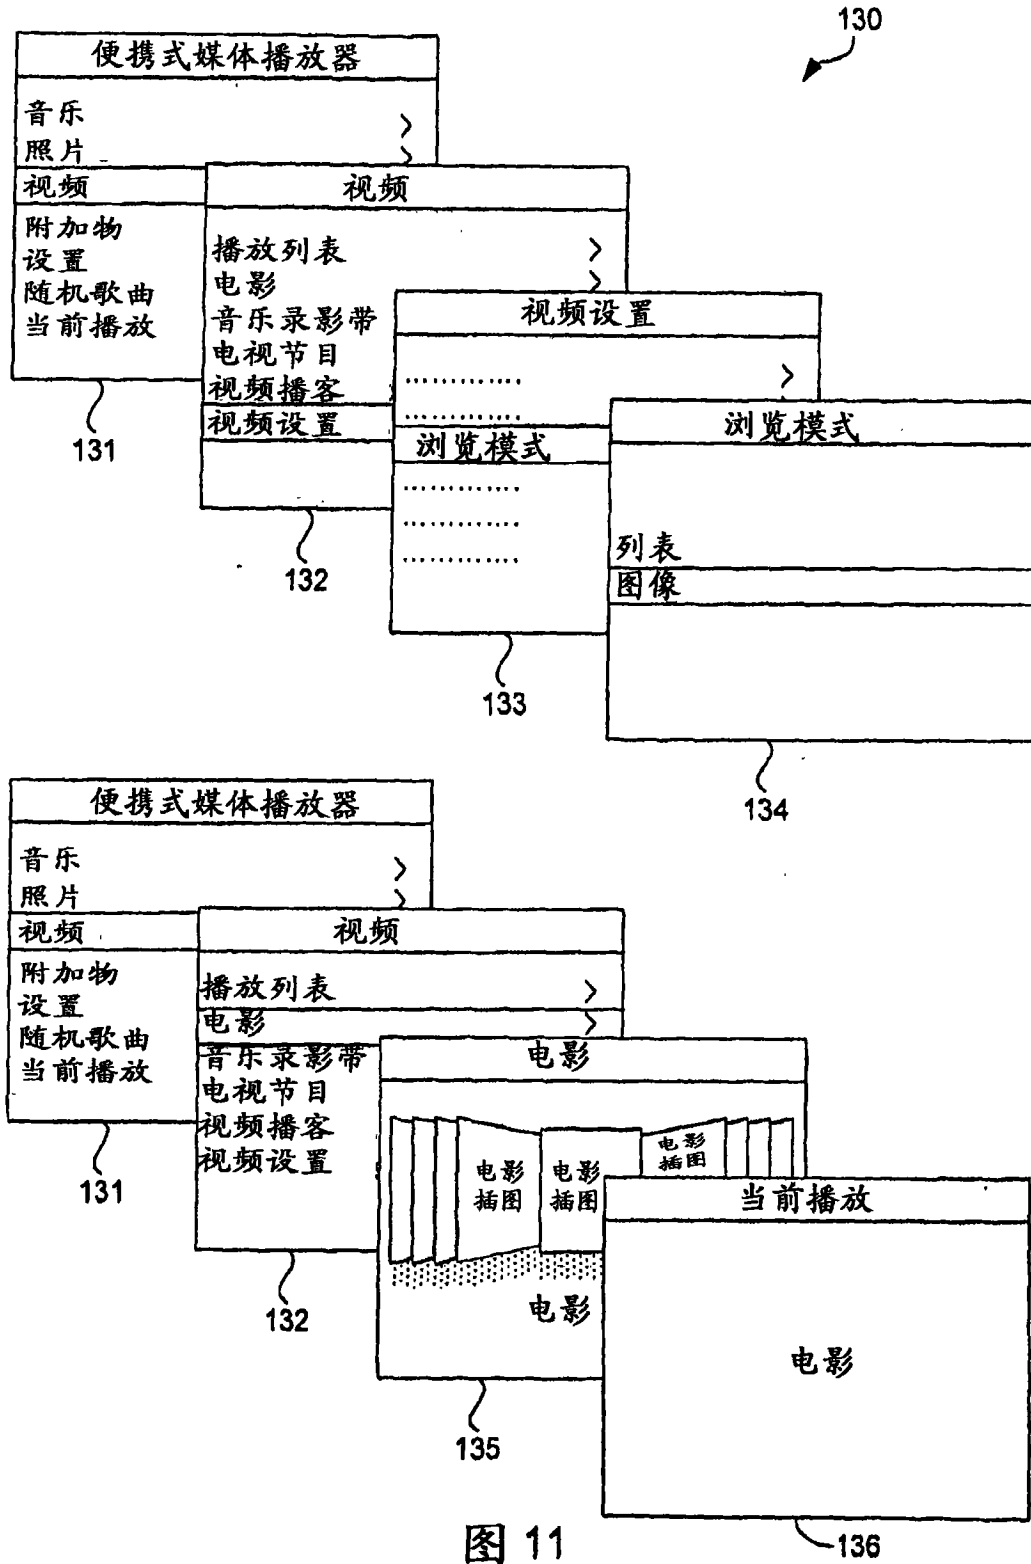 130
便携式媒体播放器
音乐
照片
视频
附加物
设置
随机歌曲
当前播放
131
视频
播放列表
电影
音乐录影带
电视节目
视频播客
视频设置
132
视频设置
............
............
浏览模式
............
............
............
133
浏览模式
列表
图像
134
便携式媒体播放器
音乐
照片
视频
附加物
设置
随机歌曲
当前播放
131
视频
播放列表
电影
音乐录影带
电视节目
视频播客
视频设置
132
电影
电影
插图
电影
插图
电影
插图
电影
135
当前播放
电影
136
图 11